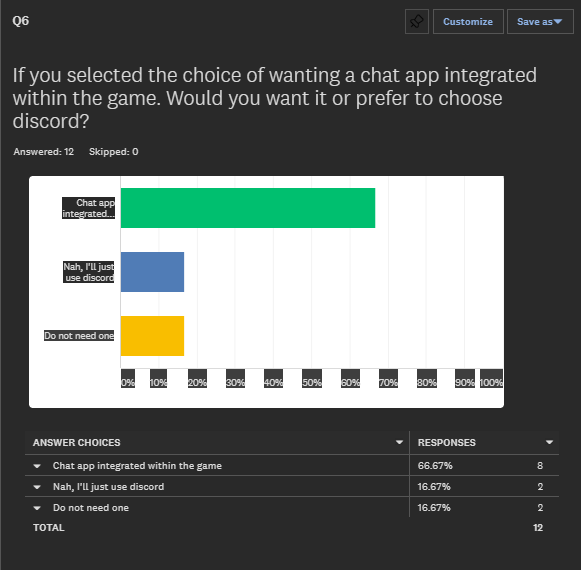 Q6
Customize
Save as
If you selected the choice of wanting a chat app integrated
within the game. Would you want it or prefer to choose
discord?
Answered: 12 Skipped: 0
Chat app
integrated...
Nah, I'll just
use discord
Do not need one
0% 10% 20% 30% 40% 50% 60% 70% 80% 90% 100%
ANSWER CHOICES RESPONSES
Chat app integrated within the game 66.67% 8
Nah, I'll just use discord 16.67% 2
Do not need one 16.67% 2
TOTAL 12